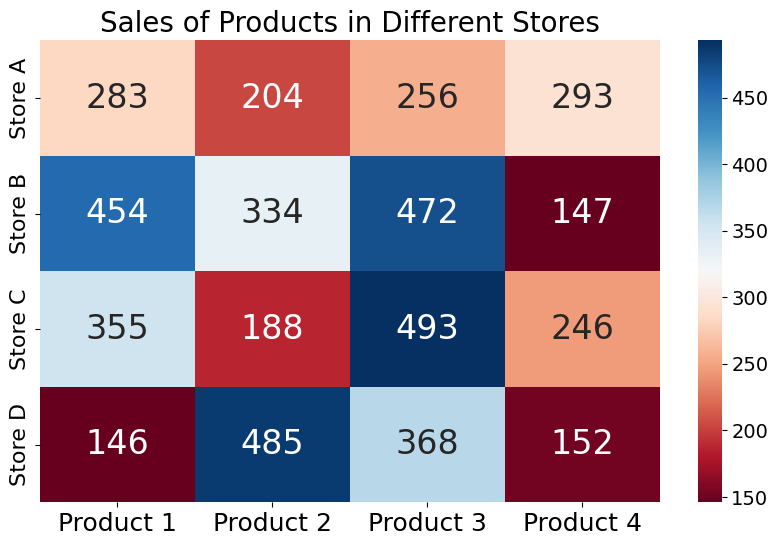 Sales of Products in Different Stores
Store A
283 204 256 293
Store B
454 334 472 147
Store C
355 188 493 246
Store D
146 485 368 152
Product 1 Product 2 Product 3 Product 4
450
400
350
300
250
200
150